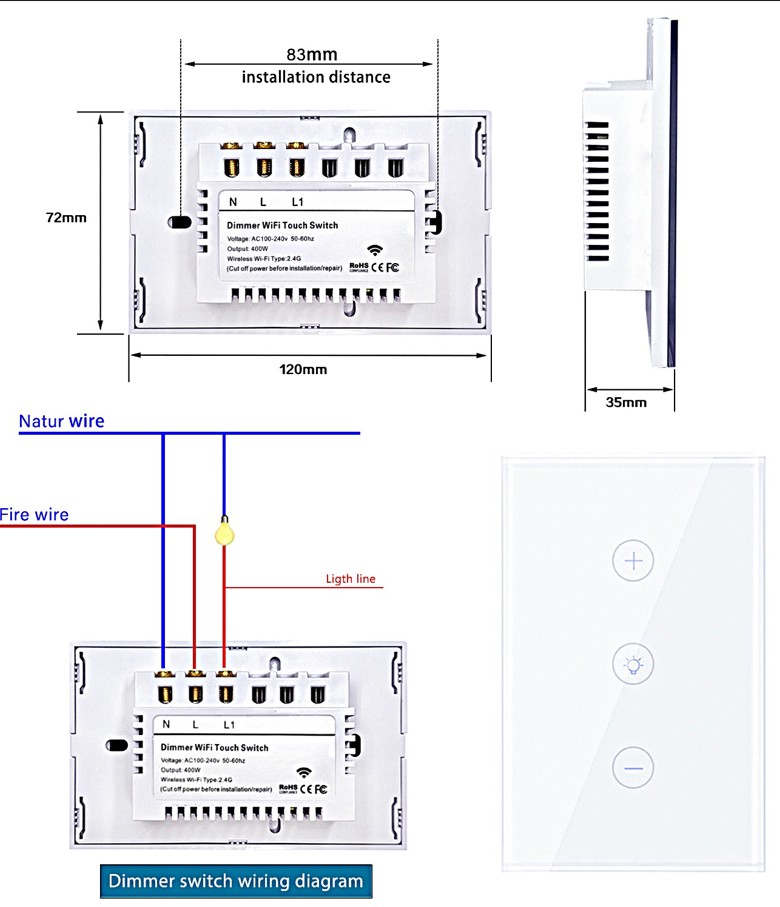 83mm
installation distance
72mm
N L L1
Dimmer WiFi Touch Switch
Voltage: AC100-240v 50-60hz
Output: 400W
Wireless Wi-Fi Type:2.4G
(Cut off power before installation/repair)
RoHS
COMPLIANCE
CE FC
120mm
35mm
Natur wire
Fire wire
Ligth line
N L L1
Dimmer WiFi Touch Switch
Voltage: AC100-240v 50-60hz
Output: 400W
Wireless Wi-Fi Type:2.4G
(Cut off power before installation/repair)
RoHS
COMPLIANCE
CE FC
Dimmer switch wiring diagram